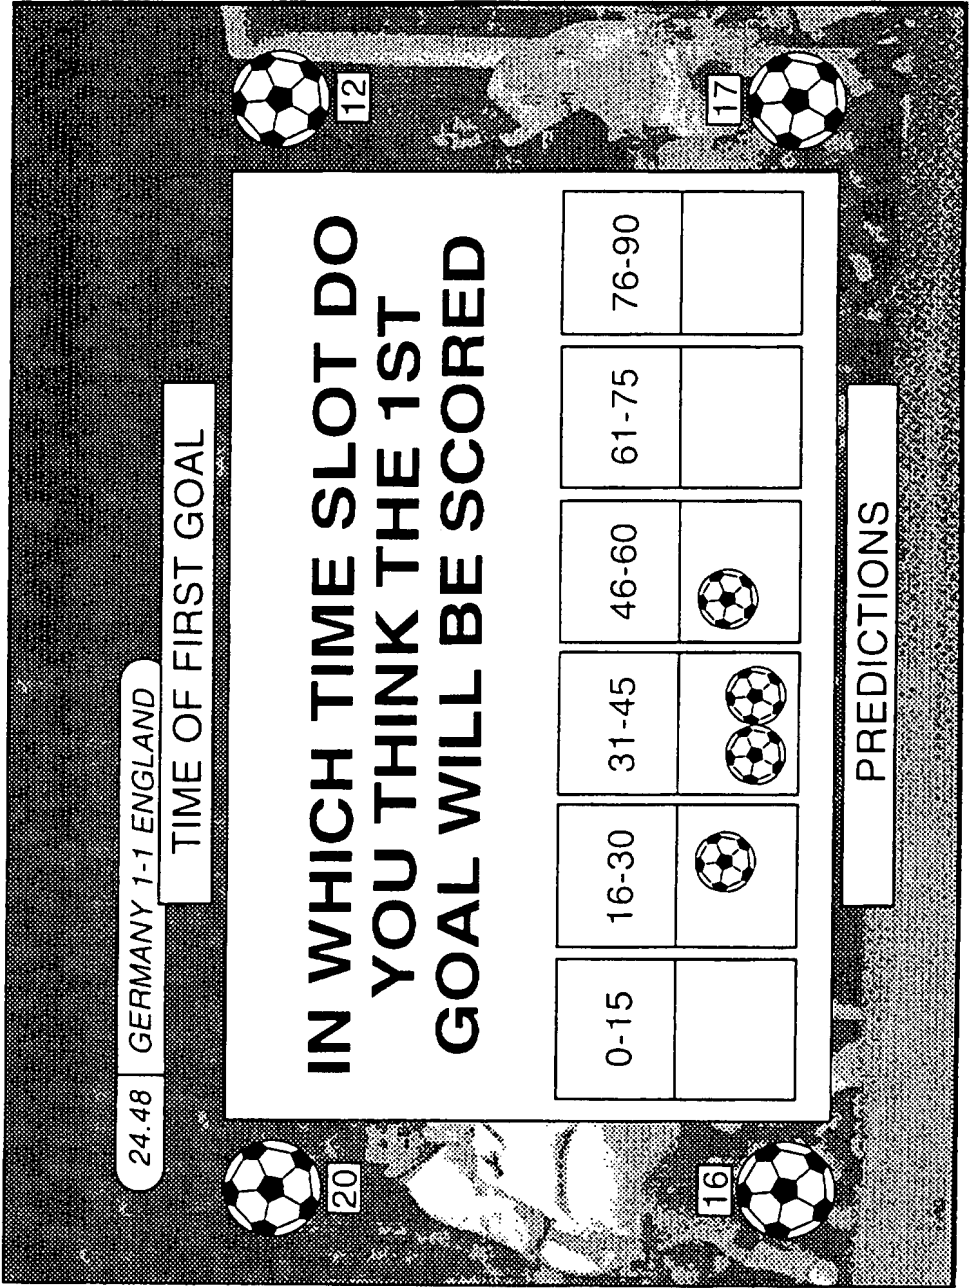 24.48 GERMANY 1-1 ENGLAND
TIME OF FIRST GOAL
20
12
IN WHICH TIME SLOT DO
YOU THINK THE 1ST
GOAL WILL BE SCORED
0-15 16-30 31-45 46-60 61-75 76-90
16
17
PREDICTIONS